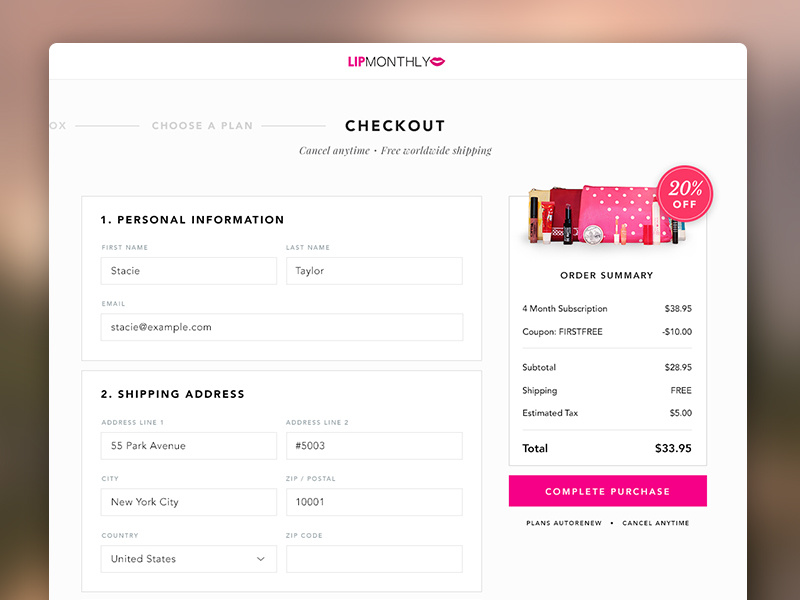 LIPMONTHLY
OX CHOOSE A PLAN CHECKOUT
Cancel anytime • Free worldwide shipping
1. PERSONAL INFORMATION
FIRST NAME LAST NAME
Stacie Taylor
EMAIL
stacie@example.com
2. SHIPPING ADDRESS
ADDRESS LINE 1 ADDRESS LINE 2
55 Park Avenue #5003
CITY ZIP / POSTAL
New York City 10001
COUNTRY ZIP CODE
United States
20%
OFF
ORDER SUMMARY
4 Month Subscription $38.95
Coupon: FIRSTFREE -$10.00
Subtotal $28.95
Shipping FREE
Estimated Tax $5.00
Total $33.95
COMPLETE PURCHASE
PLANS AUTORENEW • CANCEL ANYTIME